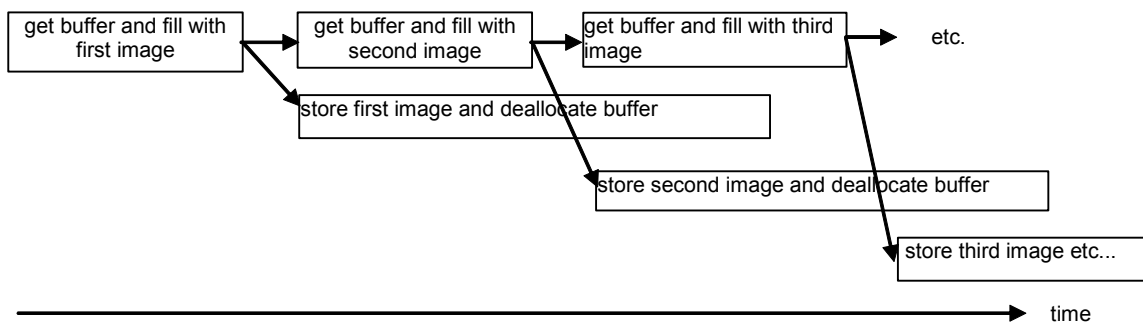 get buffer and fill with
first image
get buffer and fill with
second image
get buffer and fill with third
image
etc.
store first image and deallocate buffer
store second image and deallocate buffer
store third image etc...
time